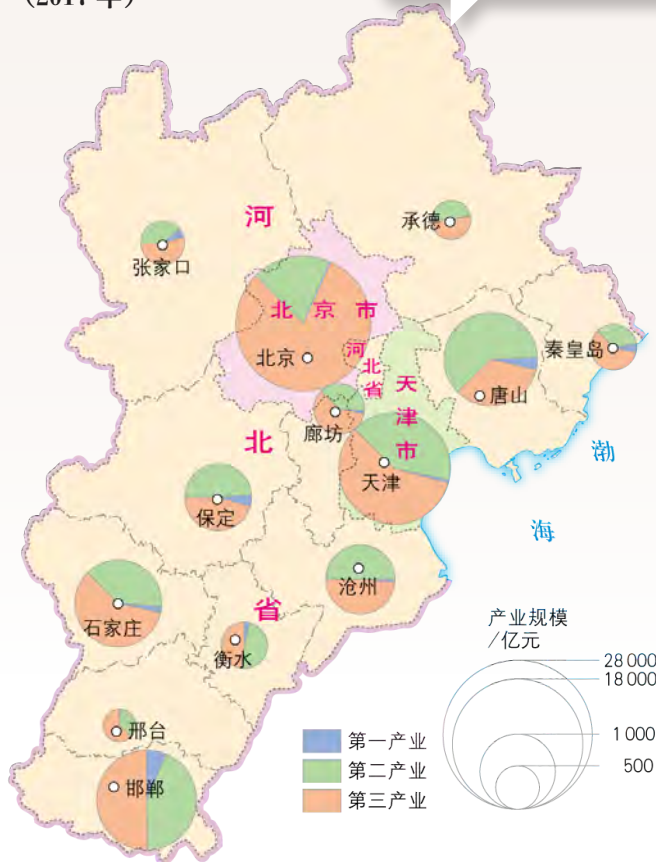 （2017 年）
河
承德
张家口
北京市
北京
河北省
天津市
秦皇岛
唐山
廊坊
渤海
北
天津
保定
沧州
石家庄
省
衡水
邢台
邯郸
产业规模
/亿元
28 000
18 000
1 000
500
第一产业
第二产业
第三产业